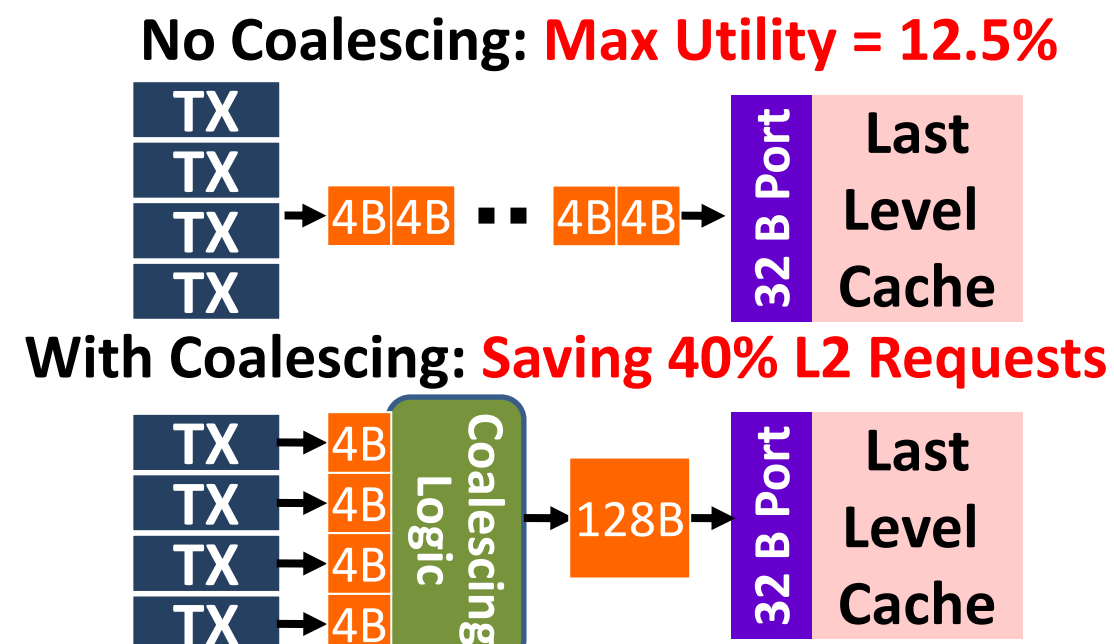 No Coalescing: Max Utility = 12.5%
TX
TX
TX
TX
4B 4B ▪▪ 4B 4B
32 B Port
Last
Level
Cache
With Coalescing: Saving 40% L2 Requests
TX
TX
TX
TX
4B
4B
4B
4B
Coalescing
Logic
128B
32 B Port
Last
Level
Cache